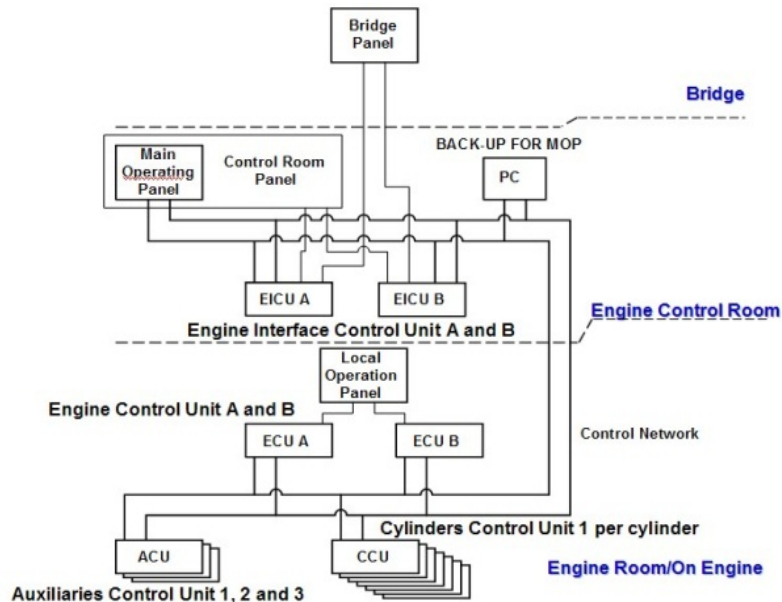 Bridge
Panel
Bridge
BACK-UP FOR MOP
Main
Operating
Panel
Control Room
Panel
PC
EICU A
EICU B
Engine Control Room
Engine Interface Control Unit A and B
Local
Operation
Panel
Engine Control Unit A and B
ECU A
ECU B
Control Network
Cylinders Control Unit 1 per cylinder
ACU
CCU
Engine Room/On Engine
Auxiliaries Control Unit 1, 2 and 3